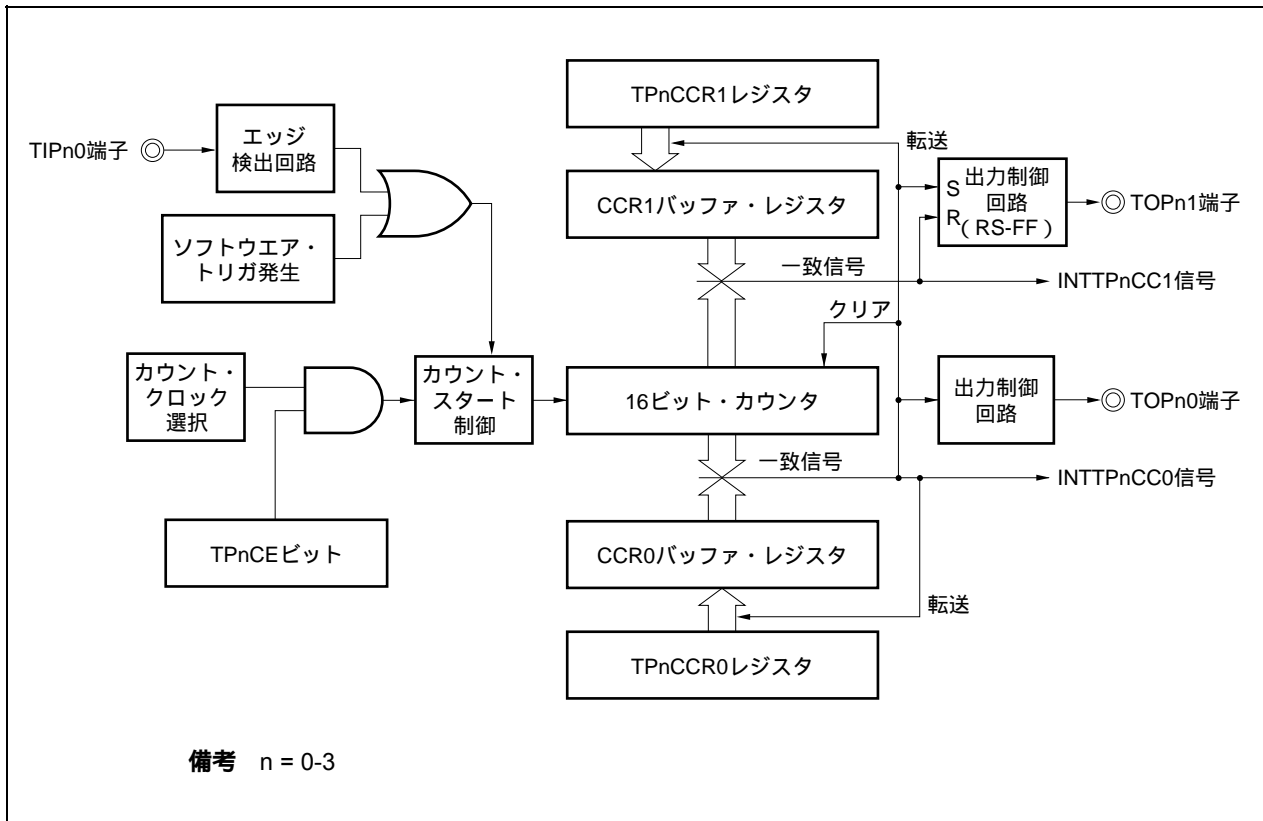 TPnCCR1レジスタ
TIPn0端子
エッジ
検出回路
転送
CCR1バッファ・レジスタ
S
R
出力制御
回路
(RS-FF)
TOPn1端子
ソフトウエア・
トリガ発生
一致信号
INTTPnCC1信号
クリア
カウント・
クロック
選択
カウント・
スタート
制御
16ビット・カウンタ
出力制御
回路
TOPn0端子
一致信号
INTTPnCC0信号
TPnCEビット
CCR0バッファ・レジスタ
転送
TPnCCR0レジスタ
備考 n = 0-3